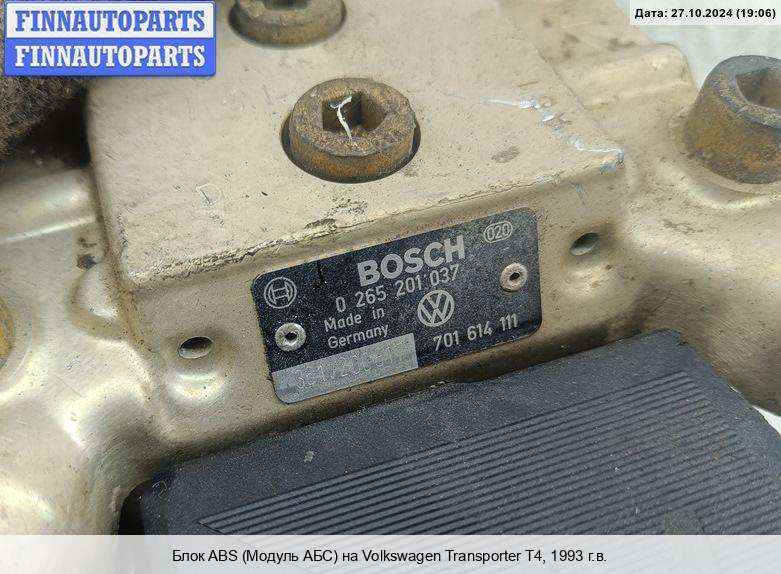 FINNAUTOPARTS
FINNAUTOPARTS
Дата: 27.10.2024 (19:06)
BOSCH
020
0 265 201 037
Made in
Germany
701 614 111
Блок ABS (Модуль АБС) на Volkswagen Transporter T4, 1993 г.в.